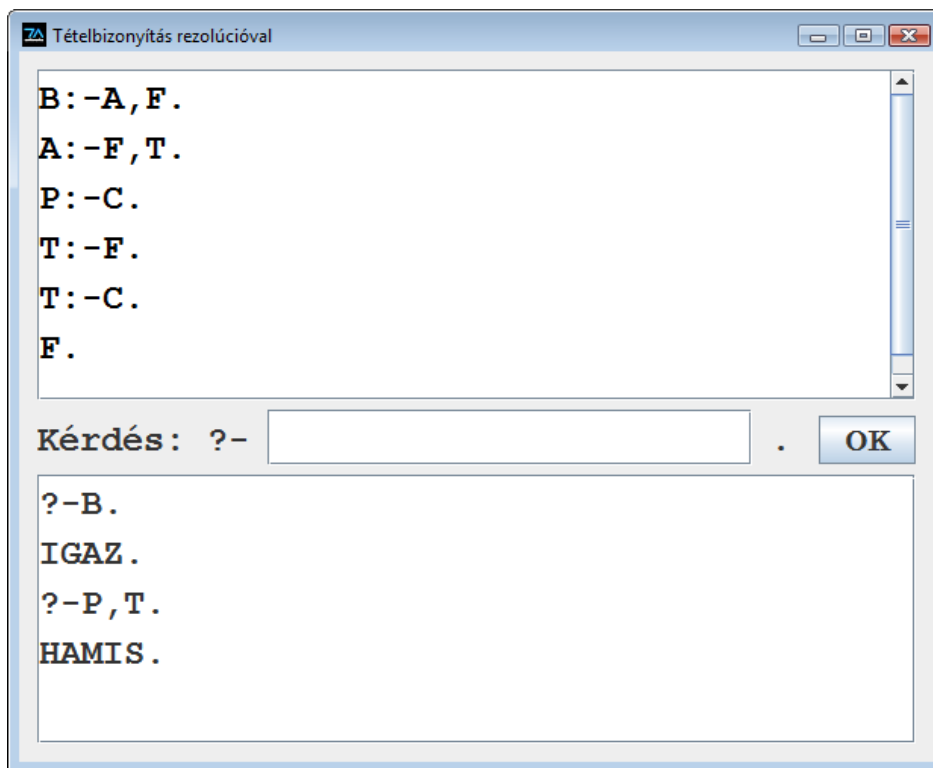 Tételbizonyítás rezolúcióval
B:-A,F.
A:-F,T.
P:-C.
T:-F.
T:-C.
F.
Kérdés: ?- . OK
?-B.
IGAZ.
?-P,T.
HAMIS.